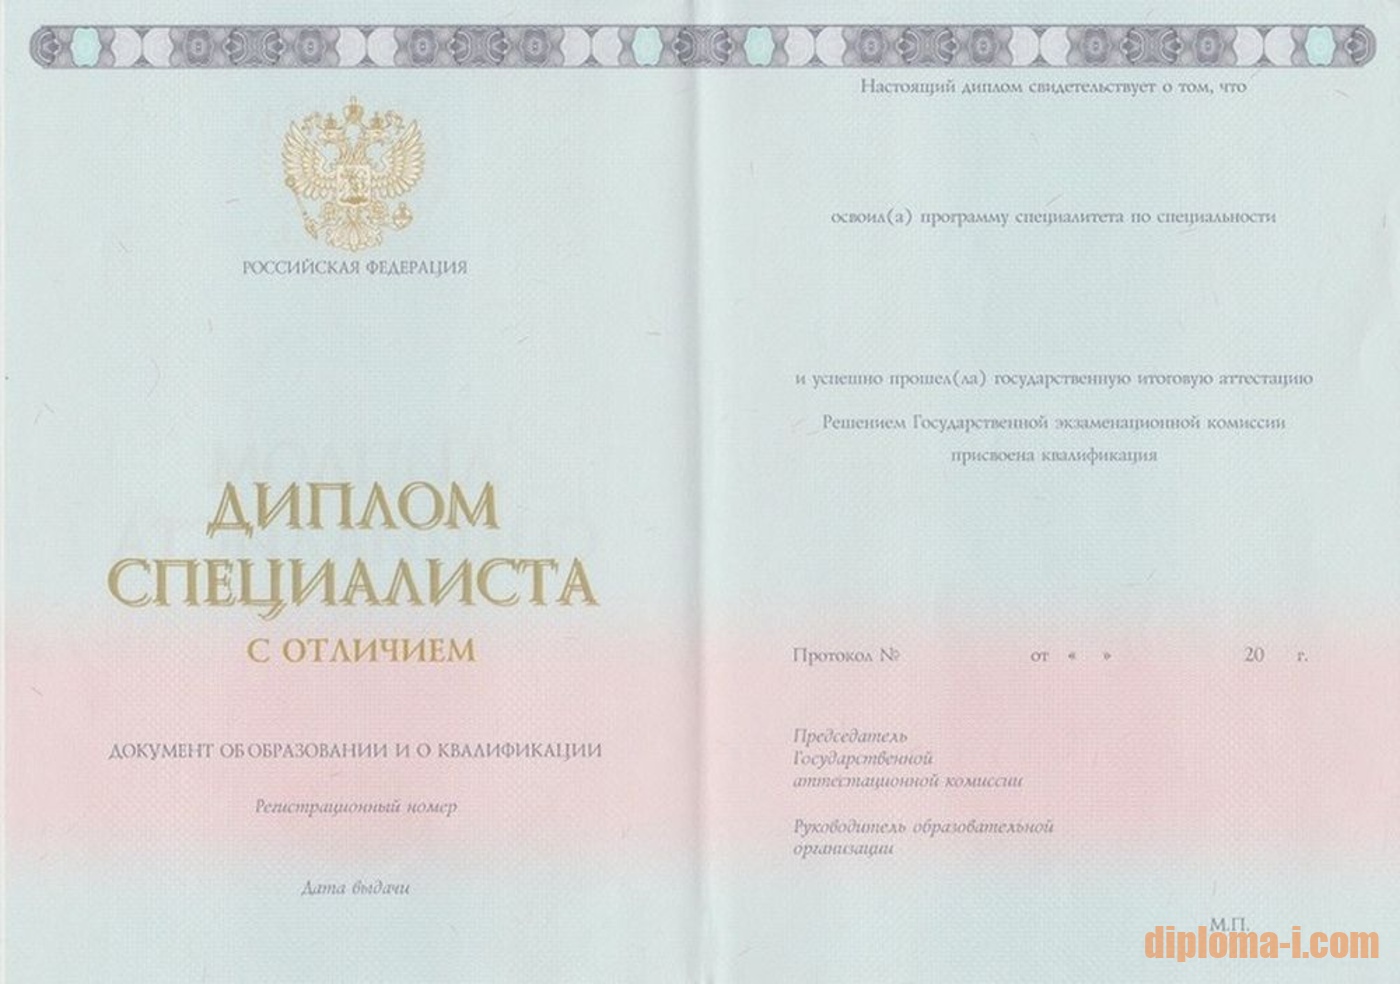 РОССИЙСКАЯ ФЕДЕРАЦИЯ
ДИПЛОМ
СПЕЦИАЛИСТА
С ОТЛИЧИЕМ
ДОКУМЕНТ ОБ ОБРАЗОВАНИИ И О КВАЛИФИКАЦИИ
Регистрационный номер
Дата выдачи
Настоящий диплом свидетельствует о том, что
освоил(а) программу специалитета по специальности
и успешно прошел(ла) государственную итоговую аттестацию
Решением Государственной экзаменационной комиссии
присвоена квалификация
Протокол № от « » 20 г.
Председатель
Государственной
аттестационной комиссии
Руководитель образовательной
организации
М.П.
diploma-i.com